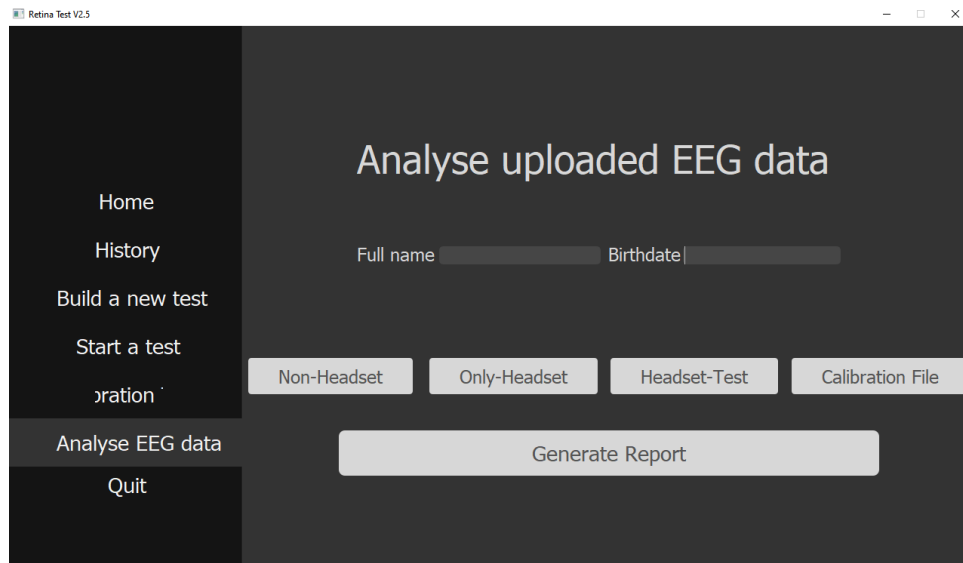 Retina Test V2.5
Analyse uploaded EEG data
Home
History
Build a new test
Start a test
bration
Analyse EEG data
Quit
Full name
Birthdate
Non-Headset
Only-Headset
Headset-Test
Calibration File
Generate Report